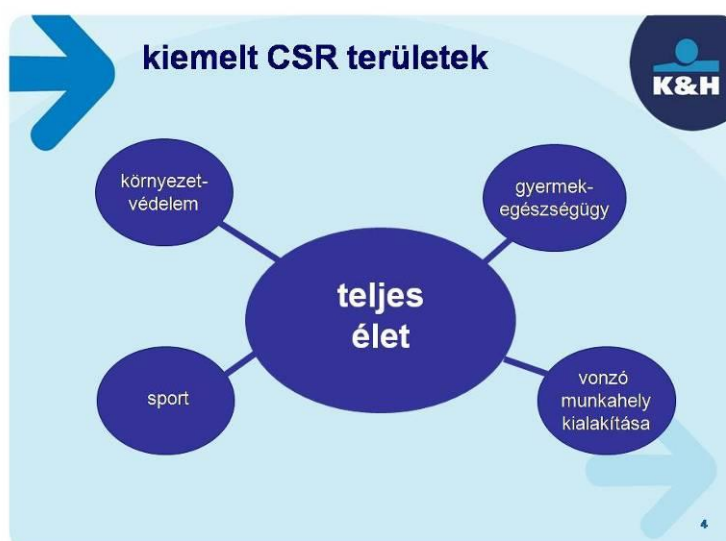 kiemelt CSR területek
K&H
környezet-
védelem
gyermek-
egészségügy
teljes
élet
sport
vonzó
munkahely
kialakítása
4